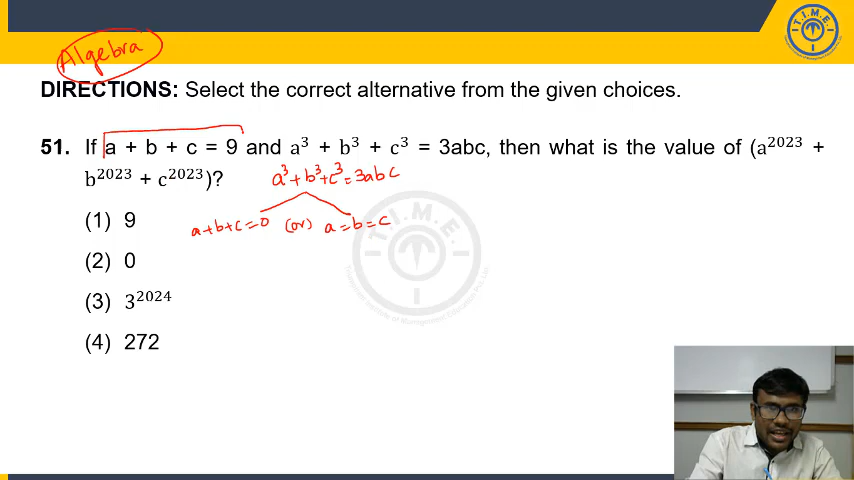 T.I.M.E.
Algebra
DIRECTIONS: Select the correct alternative from the given choices.
51. If a + b + c = 9 and a³ + b³ + c³ = 3abc, then what is the value of (a²⁰²³ +
b²⁰²³ + c²⁰²³)?
a³+b³+c³=3abc
(1) 9
a+b+c=0 (or) a=b=c
T.I.M.E.
(2) 0
(3) 3²⁰²⁴
(4) 272